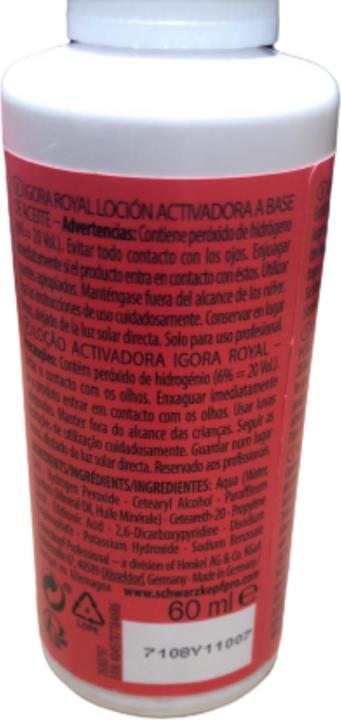 IGORA ROYAL LOCIÓN ACTIVADORA A BASE
DE ACEITE – Advertencias: Contiene peróxido de hidrógeno
(6% = 20 Vol.). Evitar todo contacto con los ojos. Enjuagar
inmediatamente si el producto entra en contacto con éstos. Utilizar
guantes apropiados. Manténgase fuera del alcance de los niños.
instrucciones de uso cuidadosamente. Conservar en lugar
alejado de la luz solar directa. Solo para uso profesional.
LOÇÃO ACTIVADORA IGORA ROYAL –
Contém peróxido de hidrogénio (6% = 20 Vol.).
contacto com os olhos. Enxaguar imediatamente
produto entrar em contacto com os olhos. Usar luvas
Manter fora do alcance das crianças. Seguir as
de utilização cuidadosamente. Guardar num lugar
da luz solar directa. Reservado aos profissionais.
INGREDIENTS/INGRÉDIENTS/INGREDIENTES: Aqua (Water,
Hydrogen Peroxide · Cetearyl Alcohol · Paraffinum
Mineral Oil, Huile Minérale) · Ceteareth-20 · Propylene
Etidronic Acid · 2,6-Dicarboxypyridine · Disodium
Potassium Hydroxide · Sodium Benzoate
Professional – a division of Henkel AG & Co. KGaA
40589 Düsseldorf, Germany · Made in Germany
en Allemagne www.schwarzkopfpro.com
60 ml e
LDPE
7108Y11007